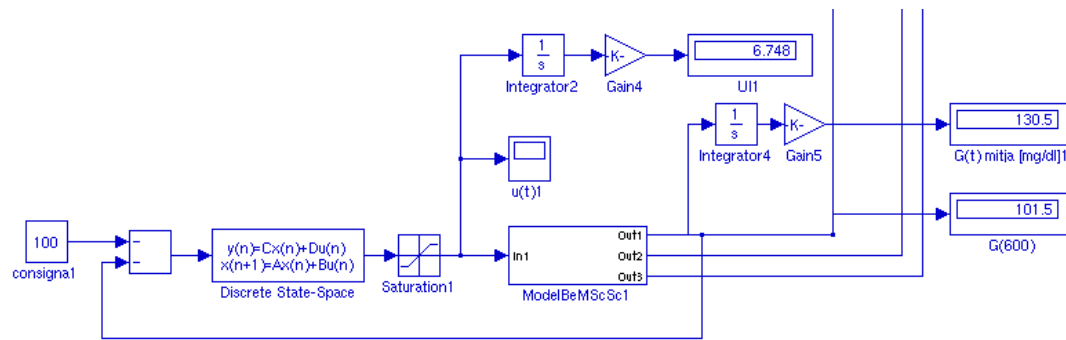 1
s
Integrator2
-K-
Gain4
6.748
UI1
u(t)1
1
s
Integrator4
-K-
Gain5
130.5
G(t) mitja [mg/dl]1
101.5
G(600)
100
consigna1
−
−
y(n)=Cx(n)+Du(n)
x(n+1)=Ax(n)+Bu(n)
Discrete State-Space
Saturation1
In1
Out1
Out2
Out3
ModelBeMScSc1